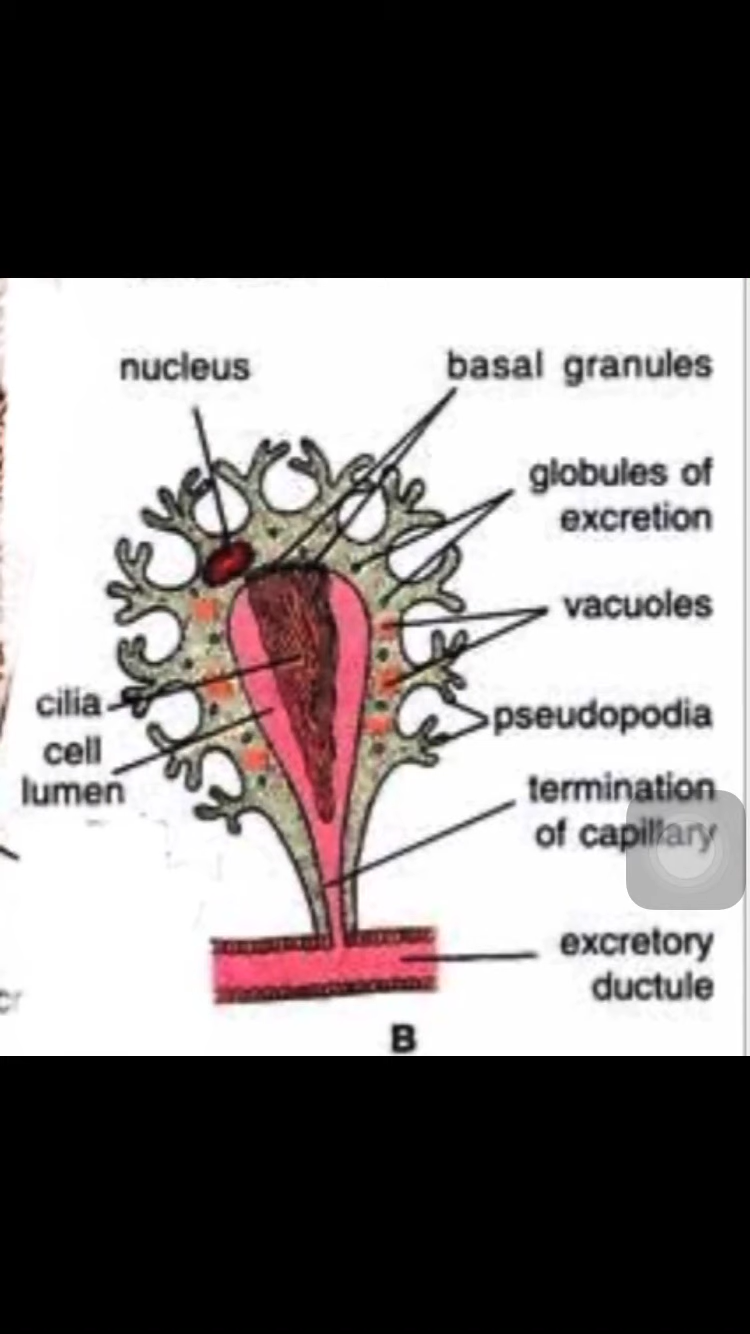 nucleus
basal granules
globules of
excretion
vacuoles
cilia
pseudopodia
cell
lumen
termination
of capillary
excretory
ductule
B